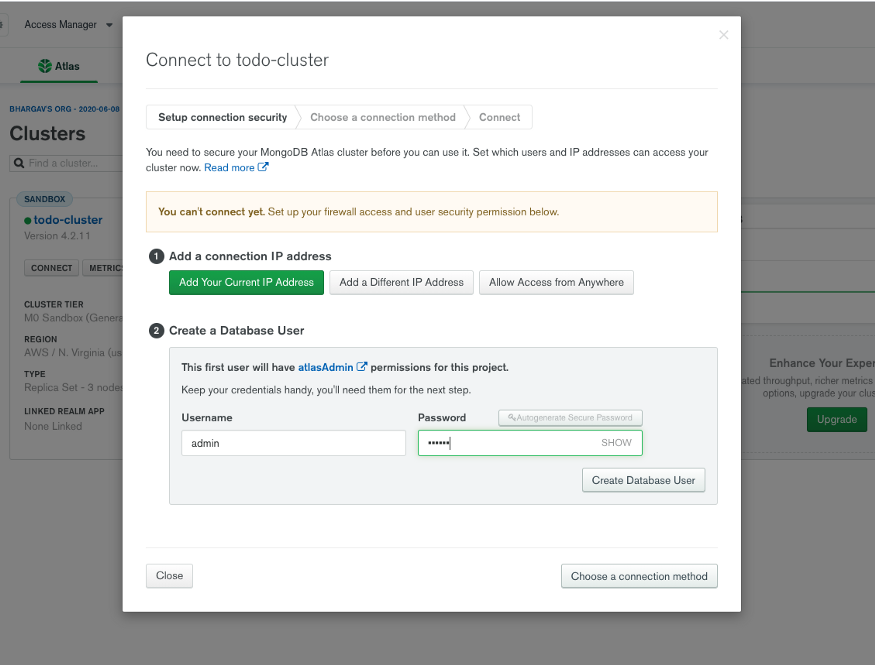 Access Manager
Atlas
BHARGAV'S ORG - 2020-06-08
Clusters
Find a cluster...
SANDBOX
todo-cluster
Version 4.2.11
CONNECT
METRIC
CLUSTER TIER
M0 Sandbox (Genera
REGION
AWS / N. Virginia (us
TYPE
Replica Set - 3 nodes
LINKED REALM APP
None Linked
Connect to todo-cluster
Setup connection security
Choose a connection method
Connect
You need to secure your MongoDB Atlas cluster before you can use it. Set which users and IP addresses can access your
cluster now. Read more
You can't connect yet. Set up your firewall access and user security permission below.
1 Add a connection IP address
Add Your Current IP Address
Add a Different IP Address
Allow Access from Anywhere
2 Create a Database User
This first user will have atlasAdmin permissions for this project.
Keep your credentials handy, you'll need them for the next step.
Username
Password
Autogenerate Secure Password
admin
••••••
SHOW
Create Database User
Close
Choose a connection method
Enhance Your Exper
ated throughput, richer metrics
options, upgrade your clus
Upgrade